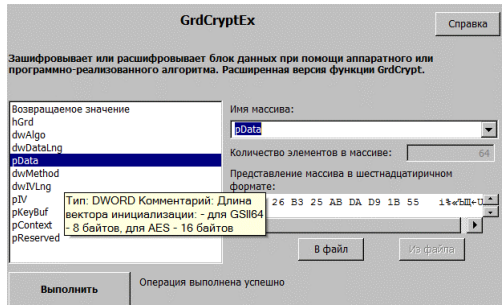 GrdCryptEx
Справка
Зашифровывает или расшифровывает блок данных при помощи аппаратного или
программно-реализованного алгоритма. Расширенная версия функции GrdCrypt.
Возвращаемое значение
hGrd
dwAlgo
dwDataLng
pData
dwMethod
dwIVLng
pIV
pKeyBuf
pContext
pReserved
Тип: DWORD Комментарий: Длина
вектора инициализации: - для GSII64
- 8 байтов, для AES - 16 байтов
Имя массива:
pData
Количество элементов в массиве: 64
Представление массива в шестнадцатиричном
формате:
26 B3 25 AB DA D9 1B 55
В файл
Из файла
Выполнить
Операция выполнена успешно